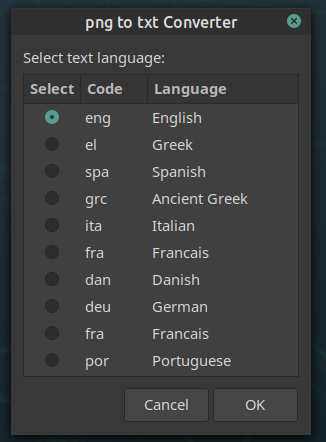 png to txt Converter
Select text language:
Select Code Language
eng English
el Greek
spa Spanish
grc Ancient Greek
ita Italian
fra Francais
dan Danish
deu German
fra Francais
por Portuguese
Cancel OK